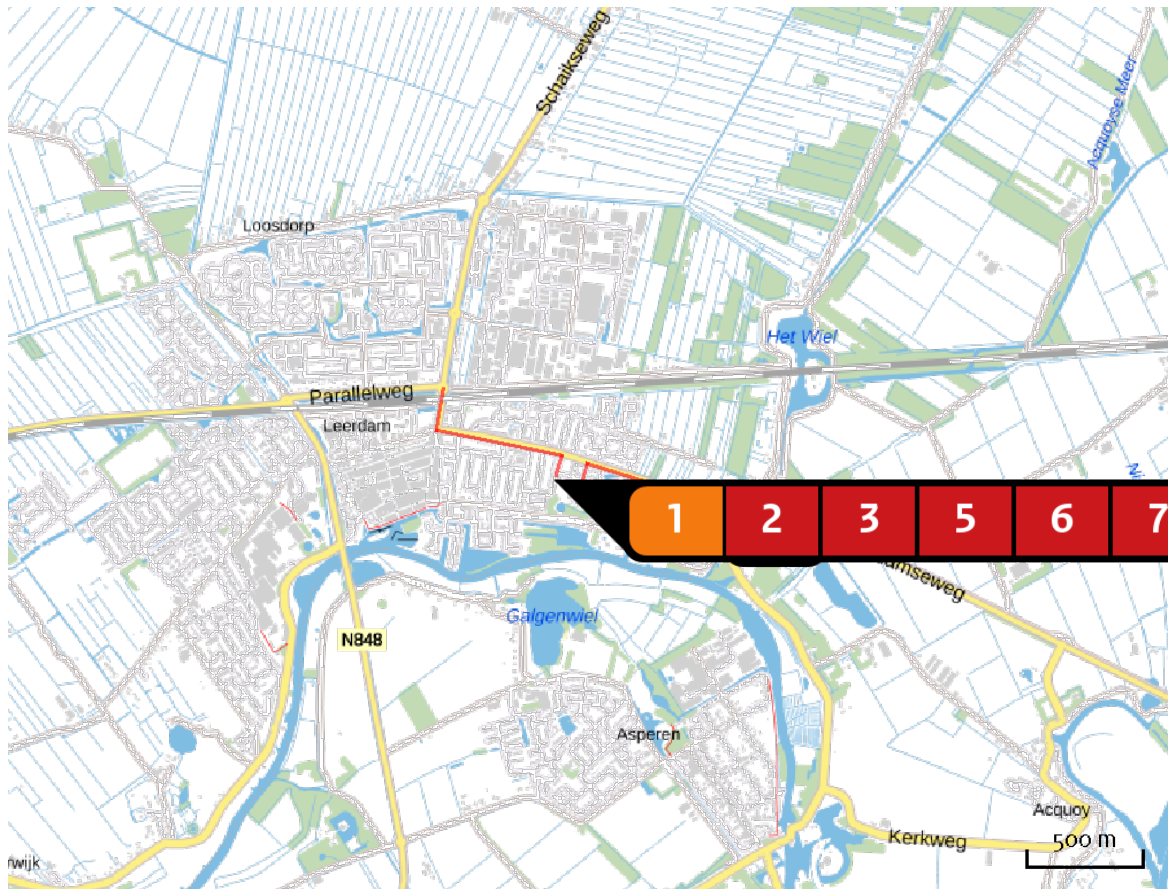 Schaikseweg
Acquoyse Meer
Loosdorp
Het Wiel
Parallelweg
Leerdam
1 2 3 5 6 7
amseweg
Galgenwiel
N848
Asperen
Acquoy
Kerkweg
500 m
rwijk